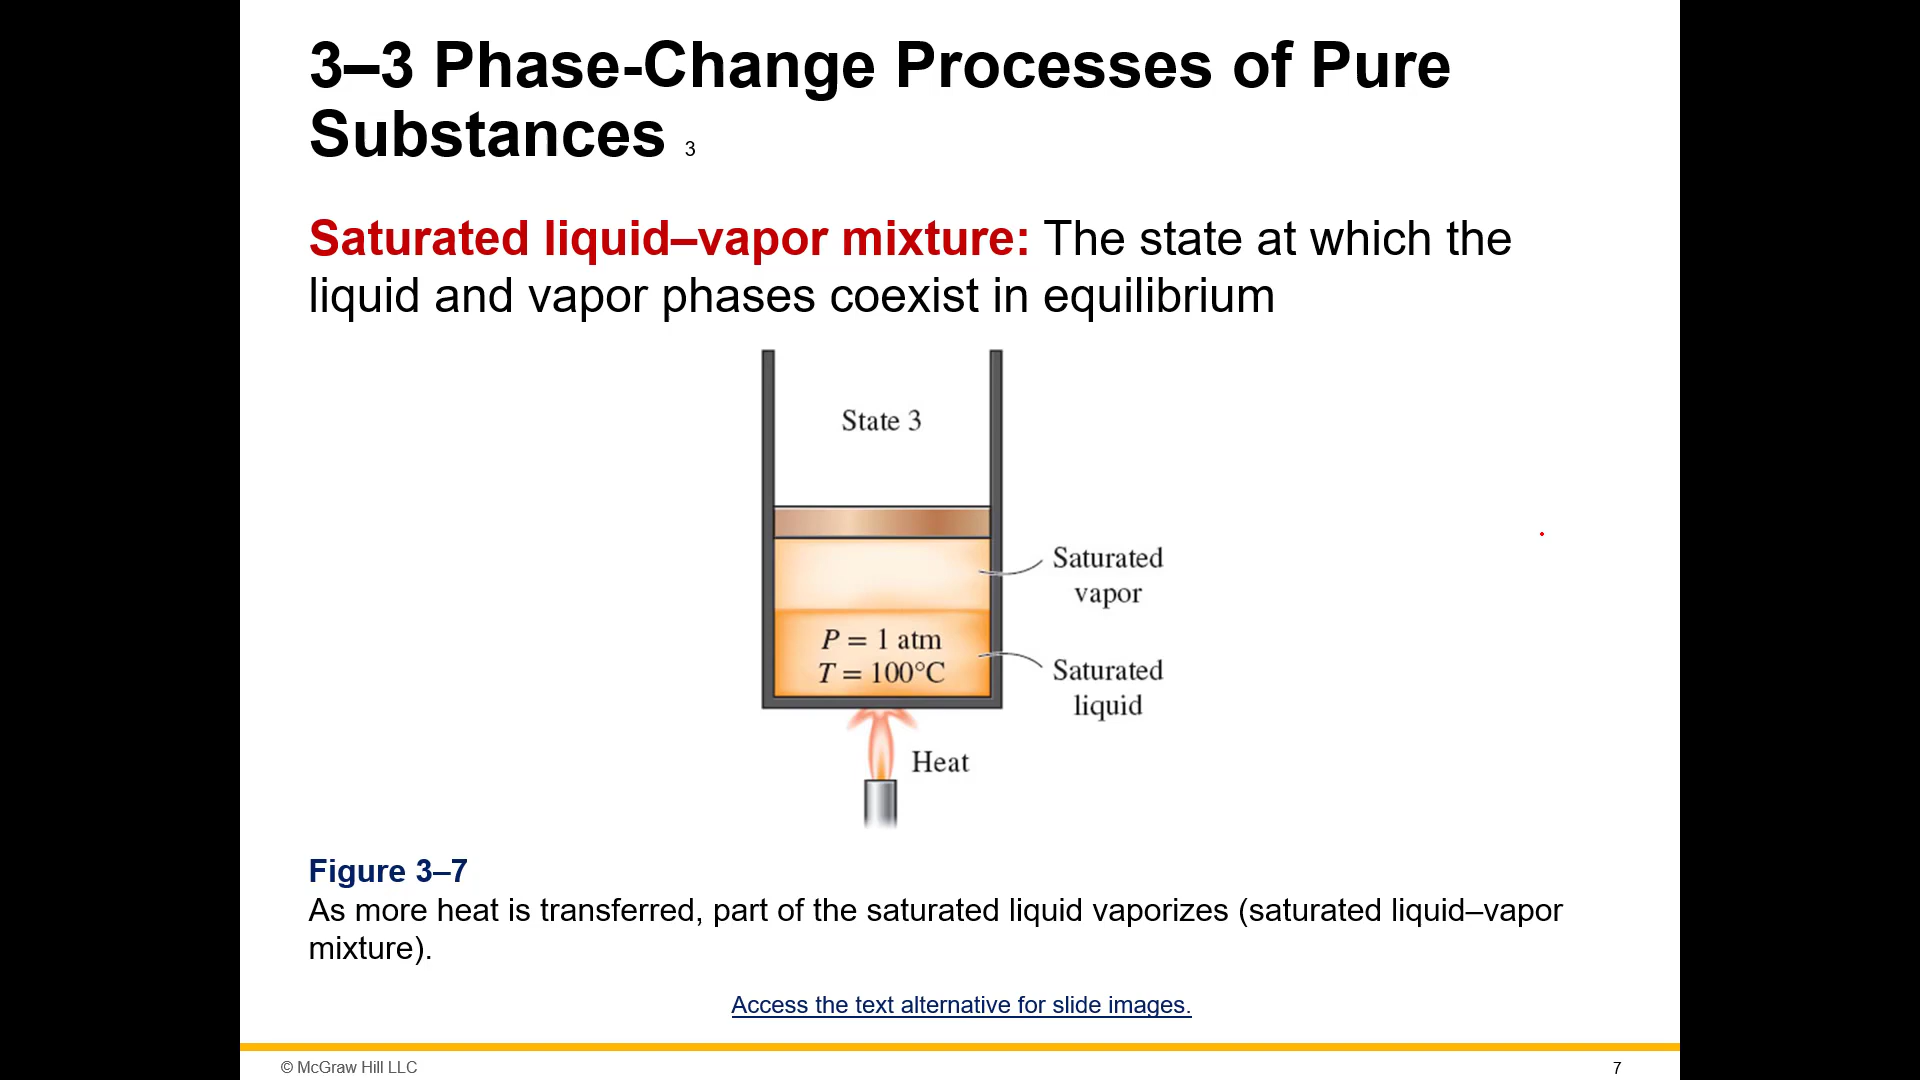 3–3 Phase-Change Processes of Pure
Substances 3
Saturated liquid–vapor mixture: The state at which the
liquid and vapor phases coexist in equilibrium
State 3
Saturated
vapor
P = 1 atm
T = 100°C
Saturated
liquid
Heat
Figure 3–7
As more heat is transferred, part of the saturated liquid vaporizes (saturated liquid–vapor
mixture).
Access the text alternative for slide images.
© McGraw Hill LLC
7